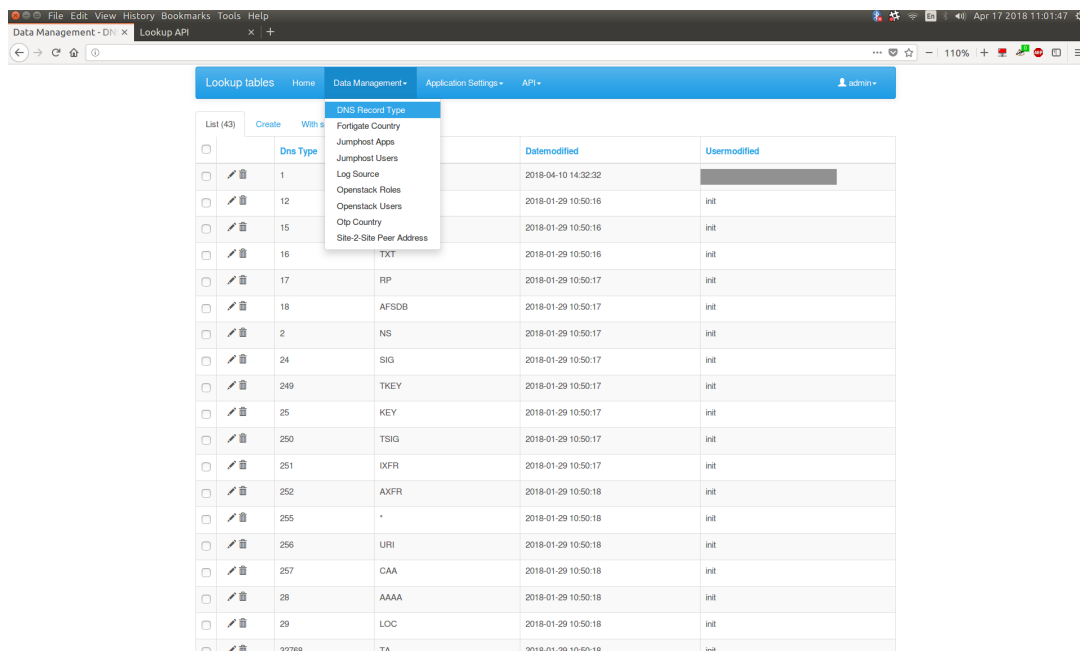 File Edit View History Bookmarks Tools Help
En
Apr 17 2018 11:01:47
Data Management - DN
Lookup API
110%
Lookup tables Home Data Management Application Settings API admin
List (43) Create With s
DNS Record Type
Fortigate Country
Jumphost Apps
Jumphost Users
Log Source
Openstack Roles
Openstack Users
Otp Country
Site-2-Site Peer Address
Dns Type Datemodified Usermodified
1 2018-04-10 14:32:32
12 2018-01-29 10:50:16 init
15 2018-01-29 10:50:16 init
16 TXT 2018-01-29 10:50:16 init
17 RP 2018-01-29 10:50:17 init
18 AFSDB 2018-01-29 10:50:17 init
2 NS 2018-01-29 10:50:17 init
24 SIG 2018-01-29 10:50:17 init
249 TKEY 2018-01-29 10:50:17 init
25 KEY 2018-01-29 10:50:17 init
250 TSIG 2018-01-29 10:50:17 init
251 IXFR 2018-01-29 10:50:17 init
252 AXFR 2018-01-29 10:50:18 init
255 * 2018-01-29 10:50:18 init
256 URI 2018-01-29 10:50:18 init
257 CAA 2018-01-29 10:50:18 init
28 AAAA 2018-01-29 10:50:18 init
29 LOC 2018-01-29 10:50:18 init
32768 TA 2018-01-29 10:50:18 init